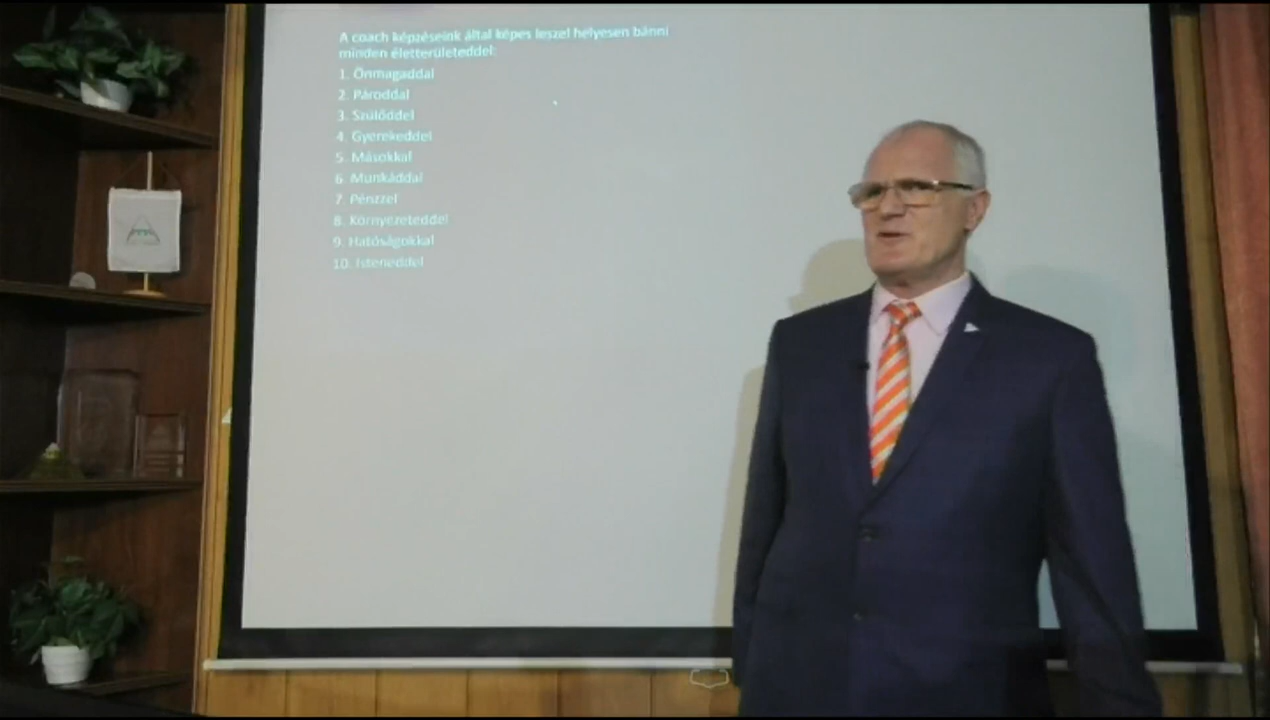 A coach képzéseink által képes leszel helyesen bánni
minden életterületeddel:
1. Önmagaddal
2. Pároddal
3. Szülőddel
4. Gyerekeddel
5. Másokkal
6. Munkáddal
7. Pénzzel
8. Környezeteddel
9. Hatóságokkal
10. Isteneddel